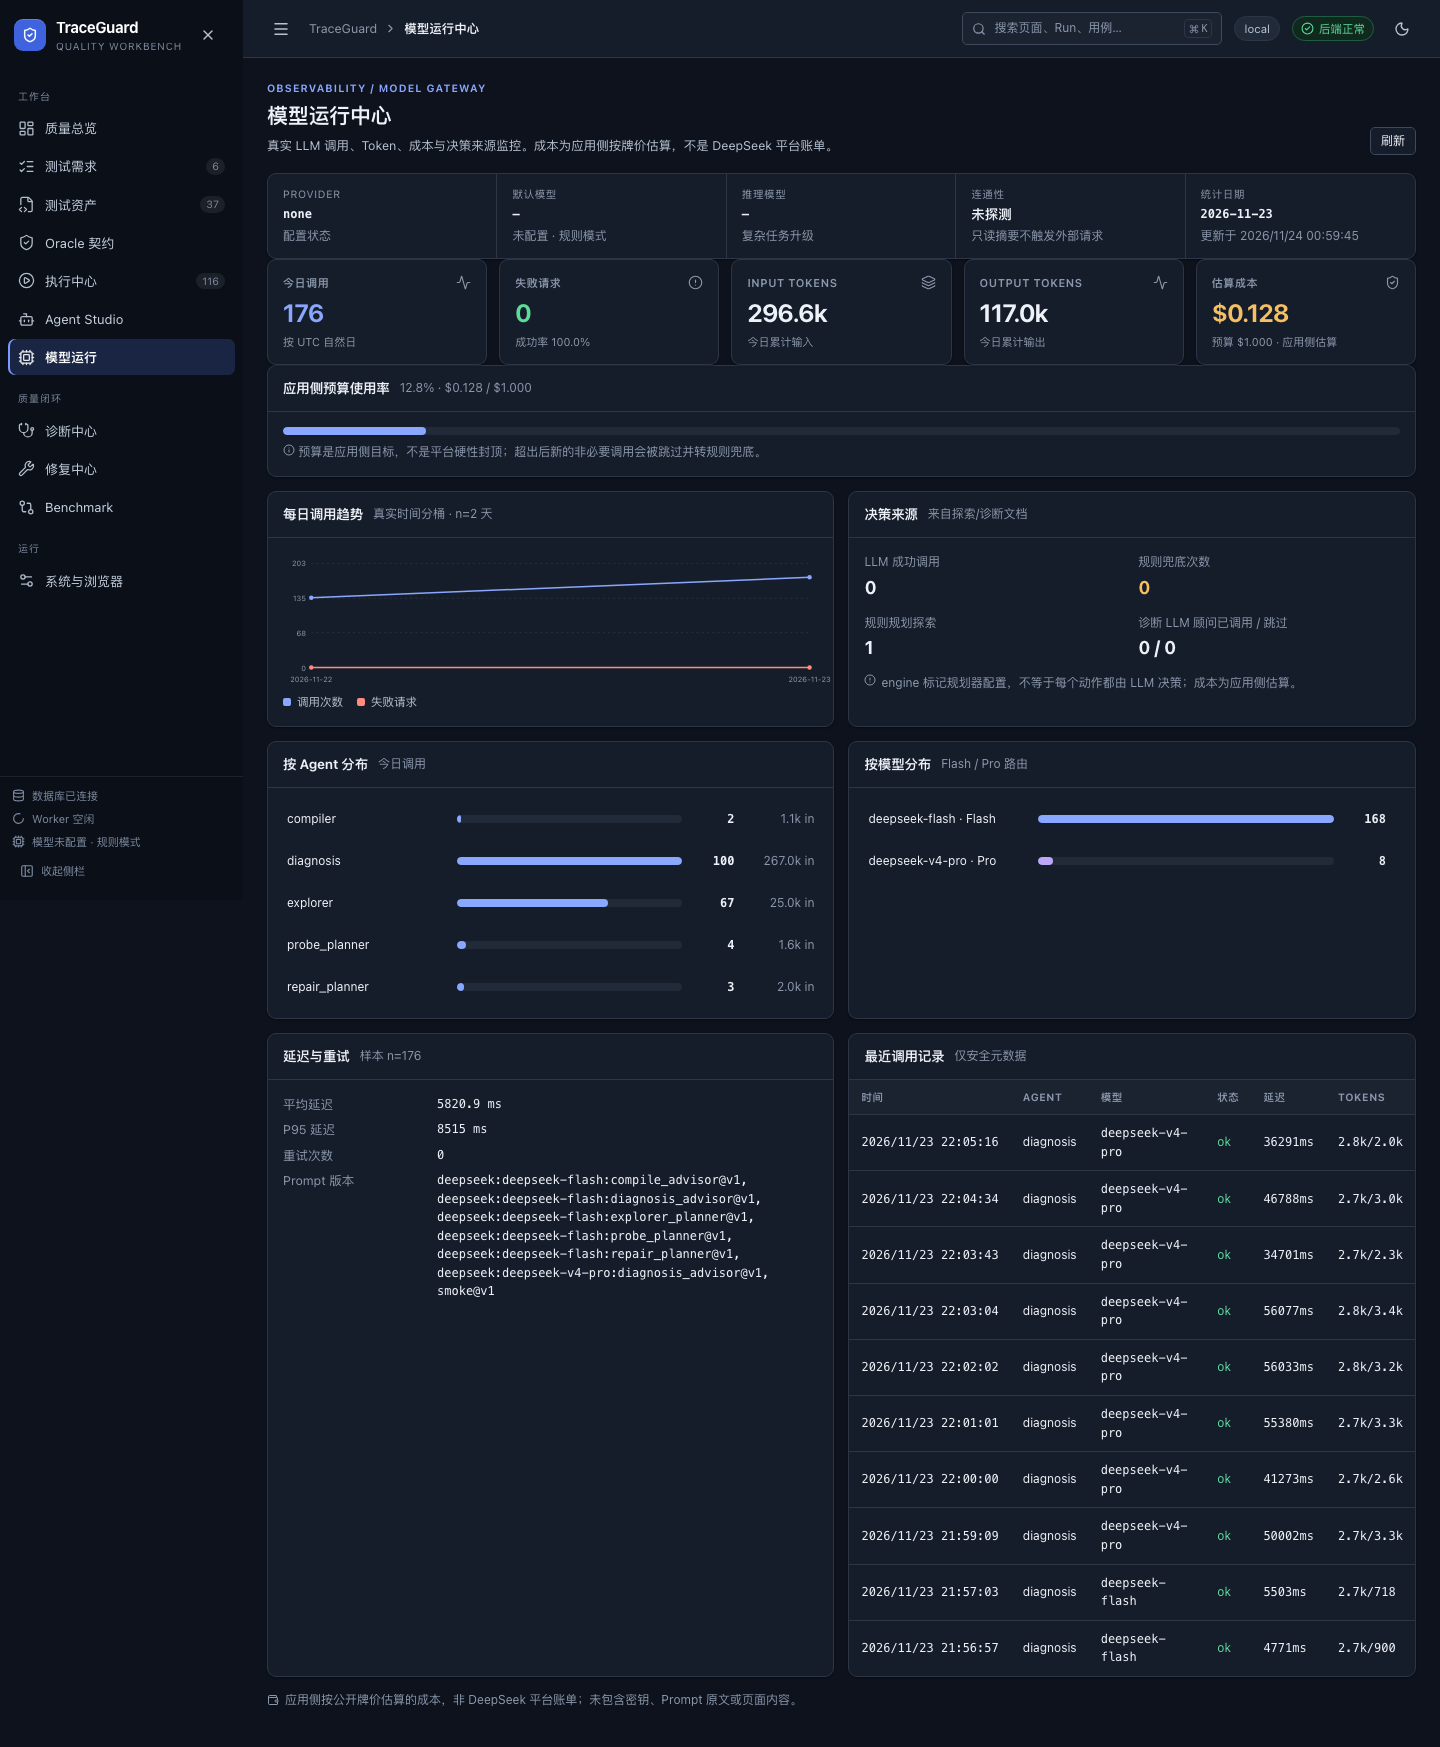 TraceGuard
QUALITY WORKBENCH
工作台
质量总览
测试需求 6
测试资产 37
Oracle 契约
执行中心 116
Agent Studio
模型运行
质量闭环
诊断中心
修复中心
Benchmark
运行
系统与浏览器
数据库已连接
Worker 空闲
模型未配置 · 规则模式
收起侧栏
TraceGuard > 模型运行中心
搜索页面、Run、用例... ⌘ K
local
后端正常
OBSERVABILITY / MODEL GATEWAY
模型运行中心
真实 LLM 调用、Token、成本与决策来源监控。成本为应用侧按牌价估算，不是 DeepSeek 平台账单。
刷新
PROVIDER
none
配置状态
默认模型
—
未配置 · 规则模式
推理模型
—
复杂任务升级
连通性
未探测
只读摘要不触发外部请求
统计日期
2026-11-23
更新于 2026/11/24 00:59:45
今日调用
176
按 UTC 自然日
失败请求
0
成功率 100.0%
INPUT TOKENS
296.6k
今日累计输入
OUTPUT TOKENS
117.0k
今日累计输出
估算成本
$0.128
预算 $1.000 · 应用侧估算
应用侧预算使用率 12.8% · $0.128 / $1.000
预算是应用侧目标，不是平台硬性封顶；超出后新的非必要调用会被跳过并转规则兜底。
每日调用趋势 真实时间分桶 · n=2 天
203
135
68
0
2026-11-22 2026-11-23
调用次数 失败请求
决策来源 来自探索/诊断文档
LLM 成功调用
0
规则兜底次数
0
规则规划探索
1
诊断 LLM 顾问已调用 / 跳过
0 / 0
engine 标记规划器配置，不等于每个动作都由 LLM 决策；成本为应用侧估算。
按 Agent 分布 今日调用
compiler 2 1.1k in
diagnosis 100 267.0k in
explorer 67 25.0k in
probe_planner 4 1.6k in
repair_planner 3 2.0k in
按模型分布 Flash / Pro 路由
deepseek-flash · Flash 168
deepseek-v4-pro · Pro 8
延迟与重试 样本 n=176
平均延迟 5820.9 ms
P95 延迟 8515 ms
重试次数 0
Prompt 版本 deepseek:deepseek-flash:compile_advisor@v1,
deepseek:deepseek-flash:diagnosis_advisor@v1,
deepseek:deepseek-flash:explorer_planner@v1,
deepseek:deepseek-flash:probe_planner@v1,
deepseek:deepseek-flash:repair_planner@v1,
deepseek:deepseek-v4-pro:diagnosis_advisor@v1,
smoke@v1
最近调用记录 仅安全元数据
时间 AGENT 模型 状态 延迟 TOKENS
2026/11/23 22:05:16 diagnosis deepseek-v4-pro ok 36291ms 2.8k/2.0k
2026/11/23 22:04:34 diagnosis deepseek-v4-pro ok 46788ms 2.7k/3.0k
2026/11/23 22:03:43 diagnosis deepseek-v4-pro ok 34701ms 2.7k/2.3k
2026/11/23 22:03:04 diagnosis deepseek-v4-pro ok 56077ms 2.8k/3.4k
2026/11/23 22:02:02 diagnosis deepseek-v4-pro ok 56033ms 2.8k/3.2k
2026/11/23 22:01:01 diagnosis deepseek-v4-pro ok 55380ms 2.7k/3.3k
2026/11/23 22:00:00 diagnosis deepseek-v4-pro ok 41273ms 2.7k/2.6k
2026/11/23 21:59:09 diagnosis deepseek-v4-pro ok 50002ms 2.7k/3.3k
2026/11/23 21:57:03 diagnosis deepseek-flash ok 5503ms 2.7k/718
2026/11/23 21:56:57 diagnosis deepseek-flash ok 4771ms 2.7k/900
应用侧按公开牌价估算的成本，非 DeepSeek 平台账单；未包含密钥、Prompt 原文或页面内容。